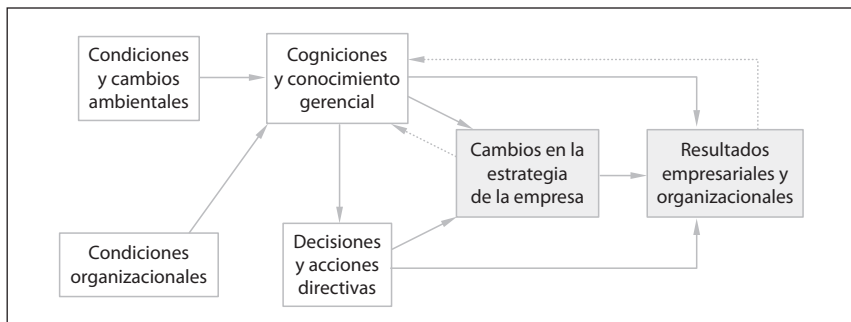 Condiciones
y cambios
ambientales
Cogniciones
y conocimiento
gerencial
Cambios en la
estrategia
de la empresa
Resultados
empresariales y
organizacionales
Condiciones
organizacionales
Decisiones
y acciones
directivas